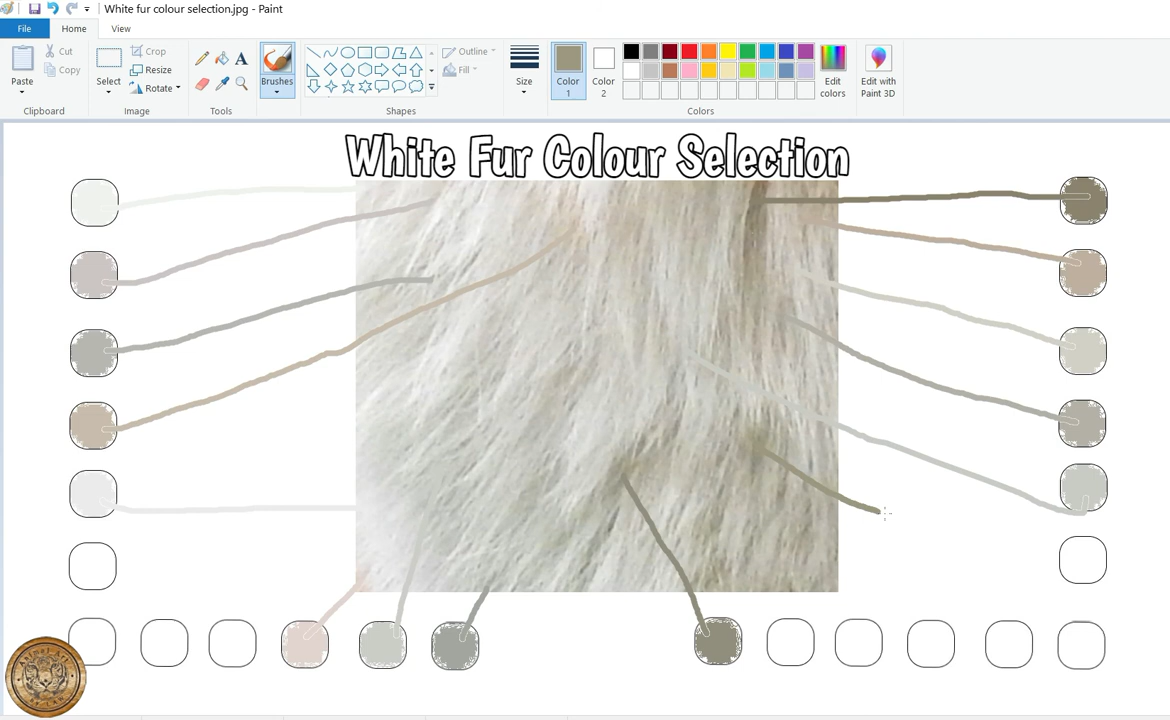 White fur colour selection.jpg - Paint
File
Home
View
Paste
Cut
Copy
Clipboard
Select
Crop
Resize
Rotate
Image
A
Tools
Brushes
Shapes
Outline
Fill
Size
Color
1
Color
2
Edit
colors
Colors
Edit with
Paint 3D
White Fur Colour Selection
Animal Art